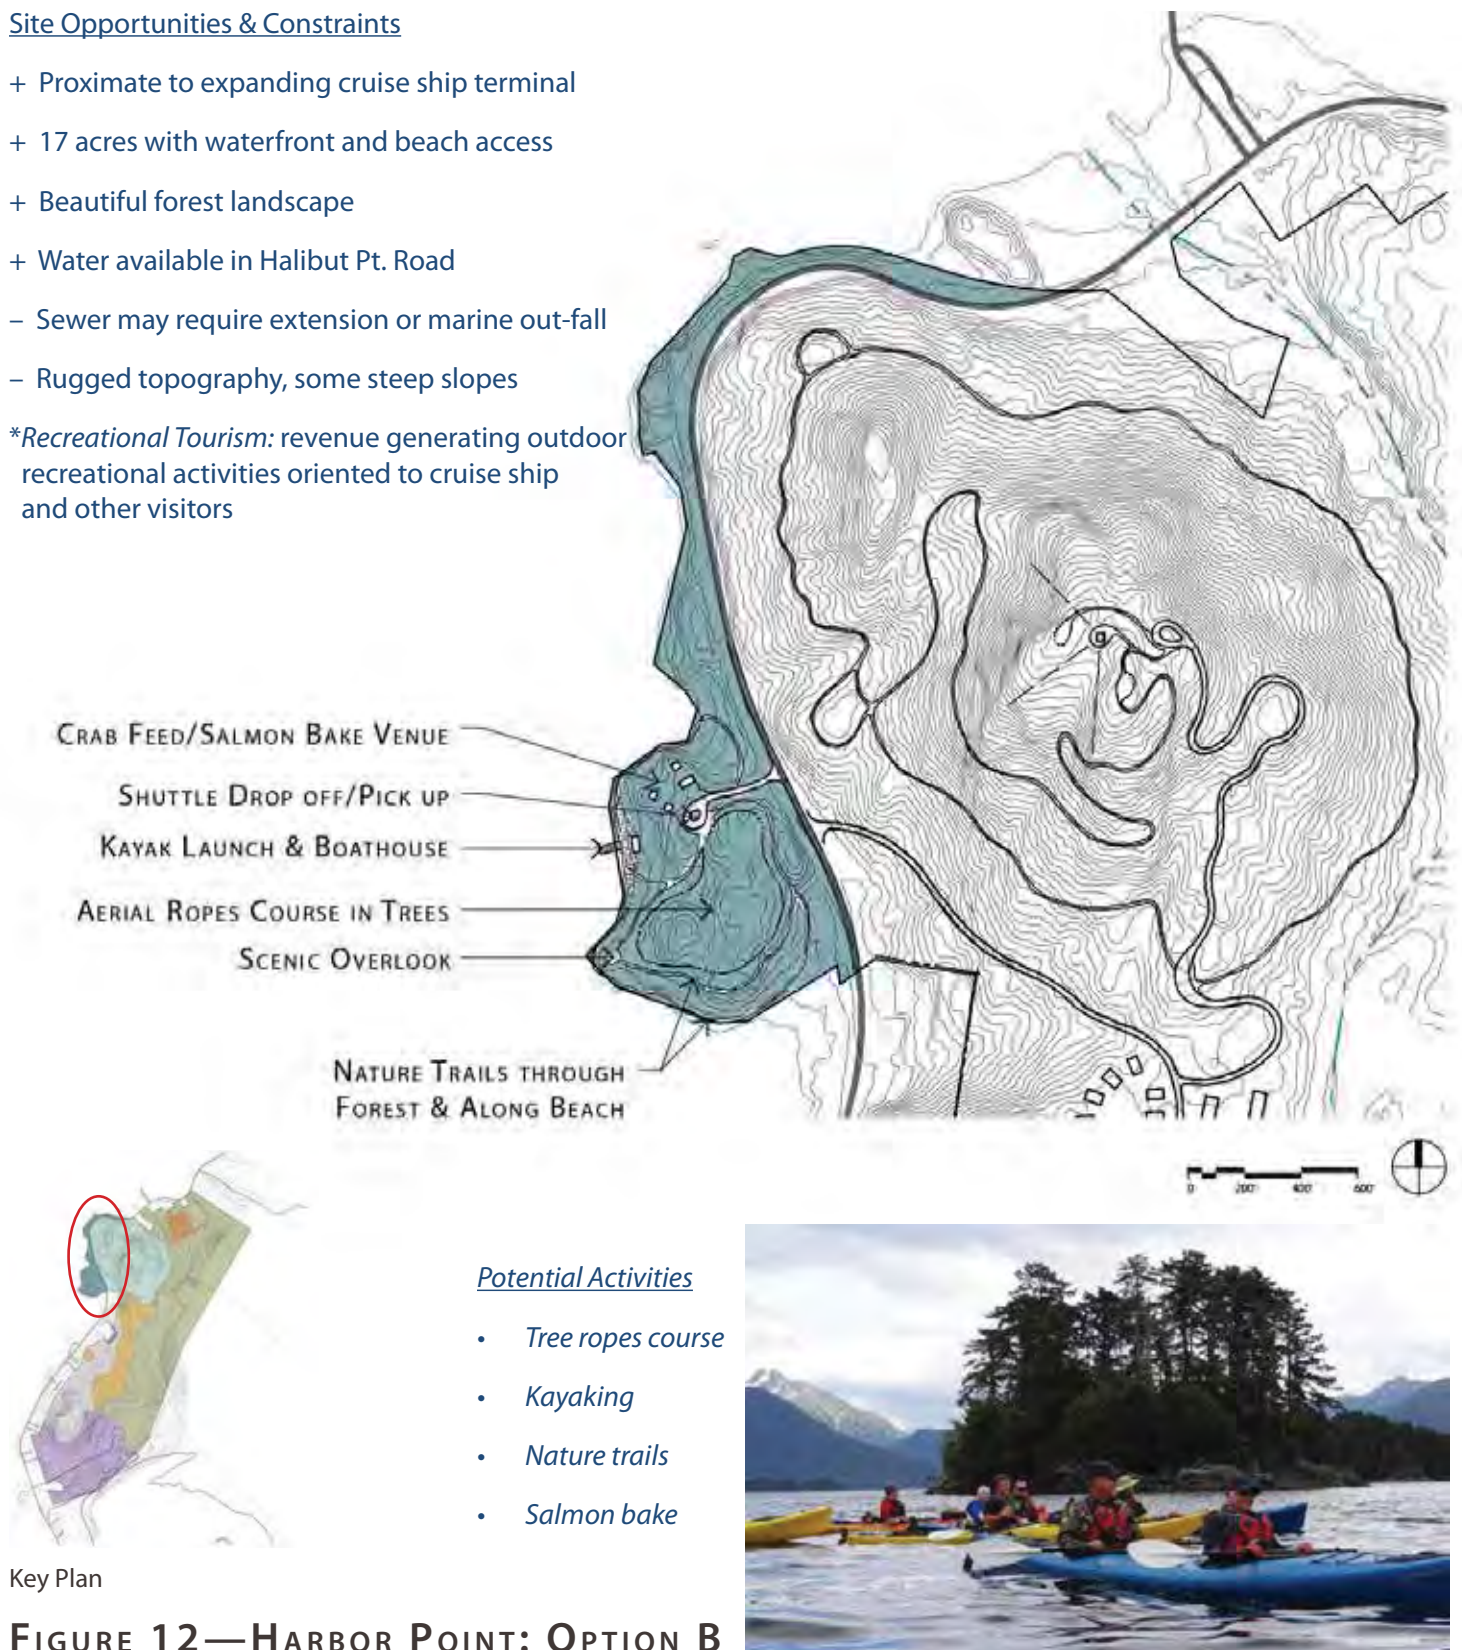 Site Opportunities & Constraints
+ Proximate to expanding cruise ship terminal
+ 17 acres with waterfront and beach access
+ Beautiful forest landscape
+ Water available in Halibut Pt. Road
– Sewer may require extension or marine out-fall
– Rugged topography, some steep slopes
*Recreational Tourism: revenue generating outdoor
recreational activities oriented to cruise ship
and other visitors
Crab Feed/Salmon Bake Venue
Shuttle Drop off/Pick up
Kayak Launch & Boathouse
Aerial Ropes Course in Trees
Scenic Overlook
Nature Trails through
Forest & Along Beach
0 200' 400' 600'
Potential Activities
• Tree ropes course
• Kayaking
• Nature trails
• Salmon bake
Key Plan
Figure 12—Harbor Point: Option B